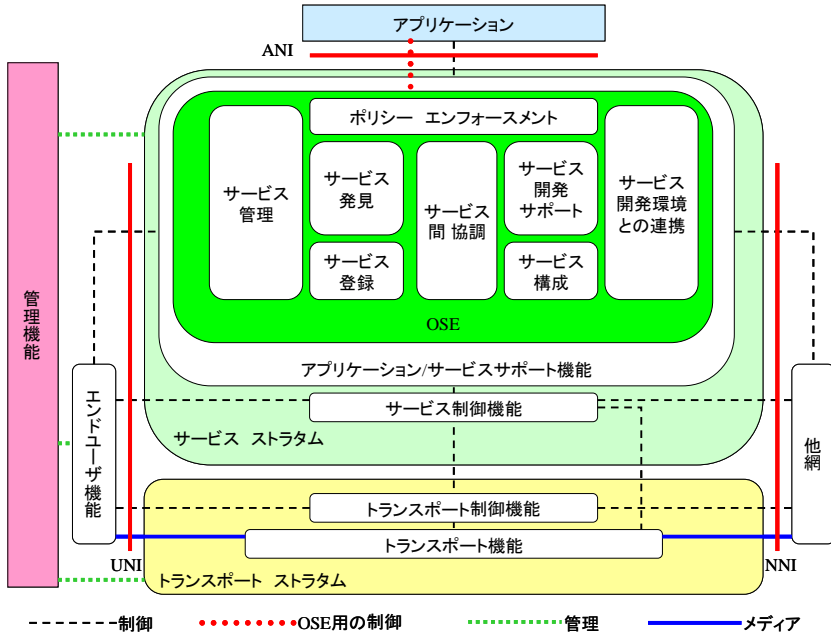 アプリケーション
ANI
ポリシー エンフォースメント
サービス
管理
サービス
発見
サービス
登録
サービス
間 協調
サービス
開発
サポート
サービス
構成
サービス
開発環境
との連携
OSE
アプリケーション/サービスサポート機能
サービス制御機能
サービス ストラタム
管理機能
エンドユーザ機能
他網
トランスポート制御機能
トランスポート機能
UNI
NNI
トランスポート ストラタム
制御
OSE用の制御
管理
メディア